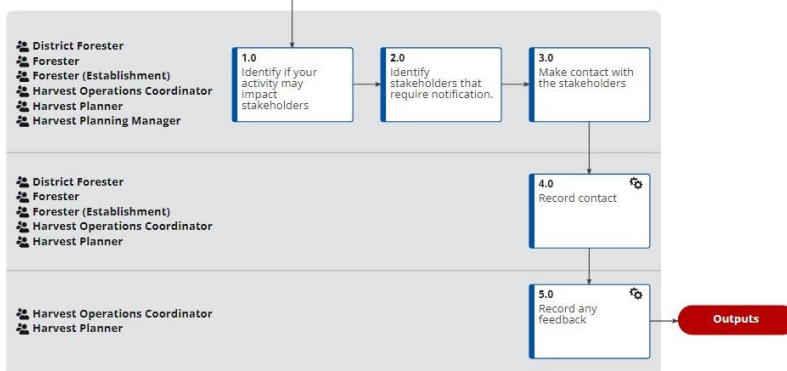 District Forester
Forester
Forester (Establishment)
Harvest Operations Coordinator
Harvest Planner
Harvest Planning Manager
1.0
Identify if your
activity may
impact
stakeholders
2.0
Identify
stakeholders that
require notification.
3.0
Make contact with
the stakeholders
District Forester
Forester
Forester (Establishment)
Harvest Operations Coordinator
Harvest Planner
4.0
Record contact
Harvest Operations Coordinator
Harvest Planner
5.0
Record any
feedback
Outputs